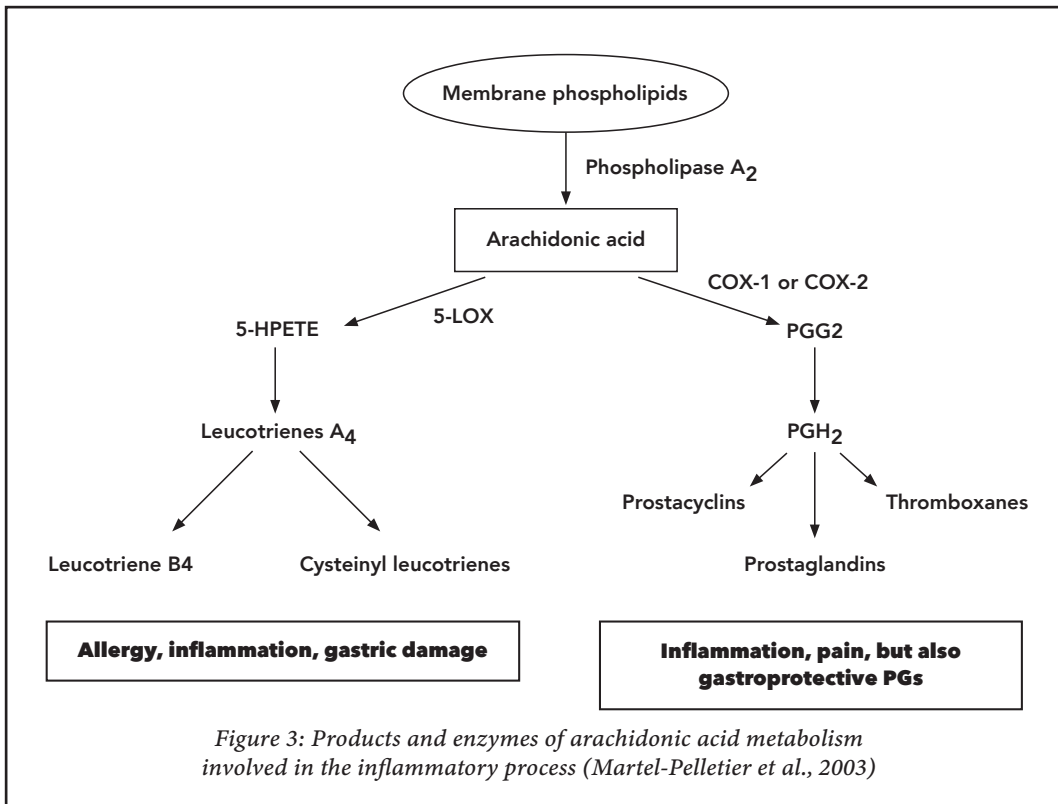 Membrane phospholipids
Phospholipase A2
Arachidonic acid
COX-1 or COX-2
5-LOX
5-HPETE
PGG2
Leucotrienes A4
PGH2
Prostacyclins
Thromboxanes
Leucotriene B4
Cysteinyl leucotrienes
Prostaglandins
Allergy, inflammation, gastric damage
Inflammation, pain, but also
gastroprotective PGs
Figure 3: Products and enzymes of arachidonic acid metabolism
involved in the inflammatory process (Martel-Pelletier et al., 2003)